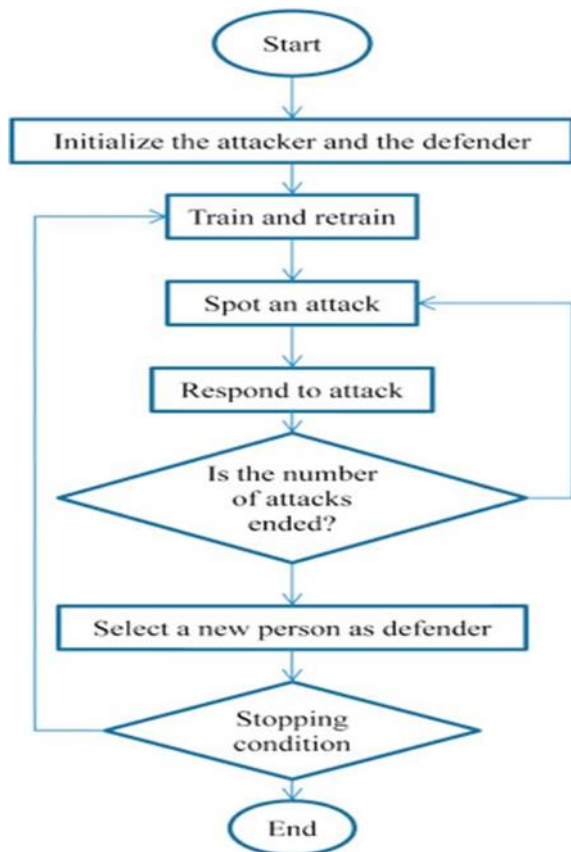 Start
Initialize the attacker and the defender
Train and retrain
Spot an attack
Respond to attack
Is the number
of attacks
ended?
Select a new person as defender
Stopping
condition
End